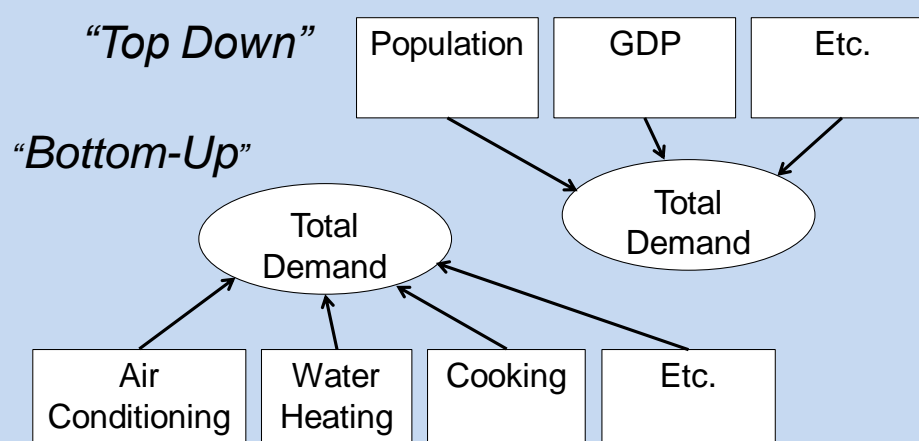 “Top Down”
Population
GDP
Etc.
“Bottom-Up”
Total
Demand
Total
Demand
Air
Conditioning
Water
Heating
Cooking
Etc.